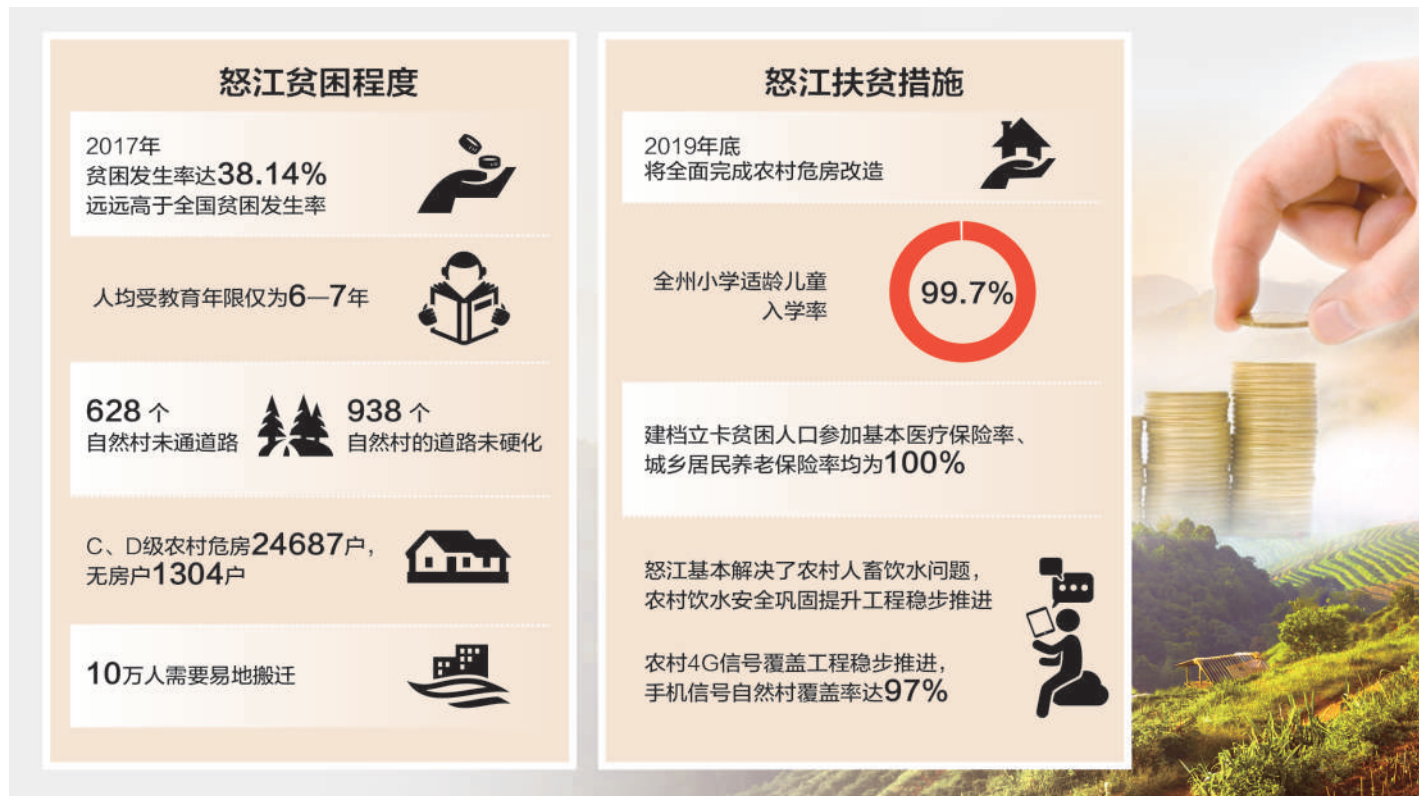 怒江贫困程度
2017年
贫困发生率达38.14%
远远高于全国贫困发生率
人均受教育年限仅为6—7年
628个
自然村未通道路
938个
自然村的道路未硬化
C、D级农村危房24687户，
无房户1304户
10万人需要易地搬迁
怒江扶贫措施
2019年底
将全面完成农村危房改造
全州小学适龄儿童
入学率
99.7%
建档立卡贫困人口参加基本医疗保险率、
城乡居民养老保险率均为100%
怒江基本解决了农村人畜饮水问题，
农村饮水安全巩固提升工程稳步推进
农村4G信号覆盖工程稳步推进，
手机信号自然村覆盖率达97%